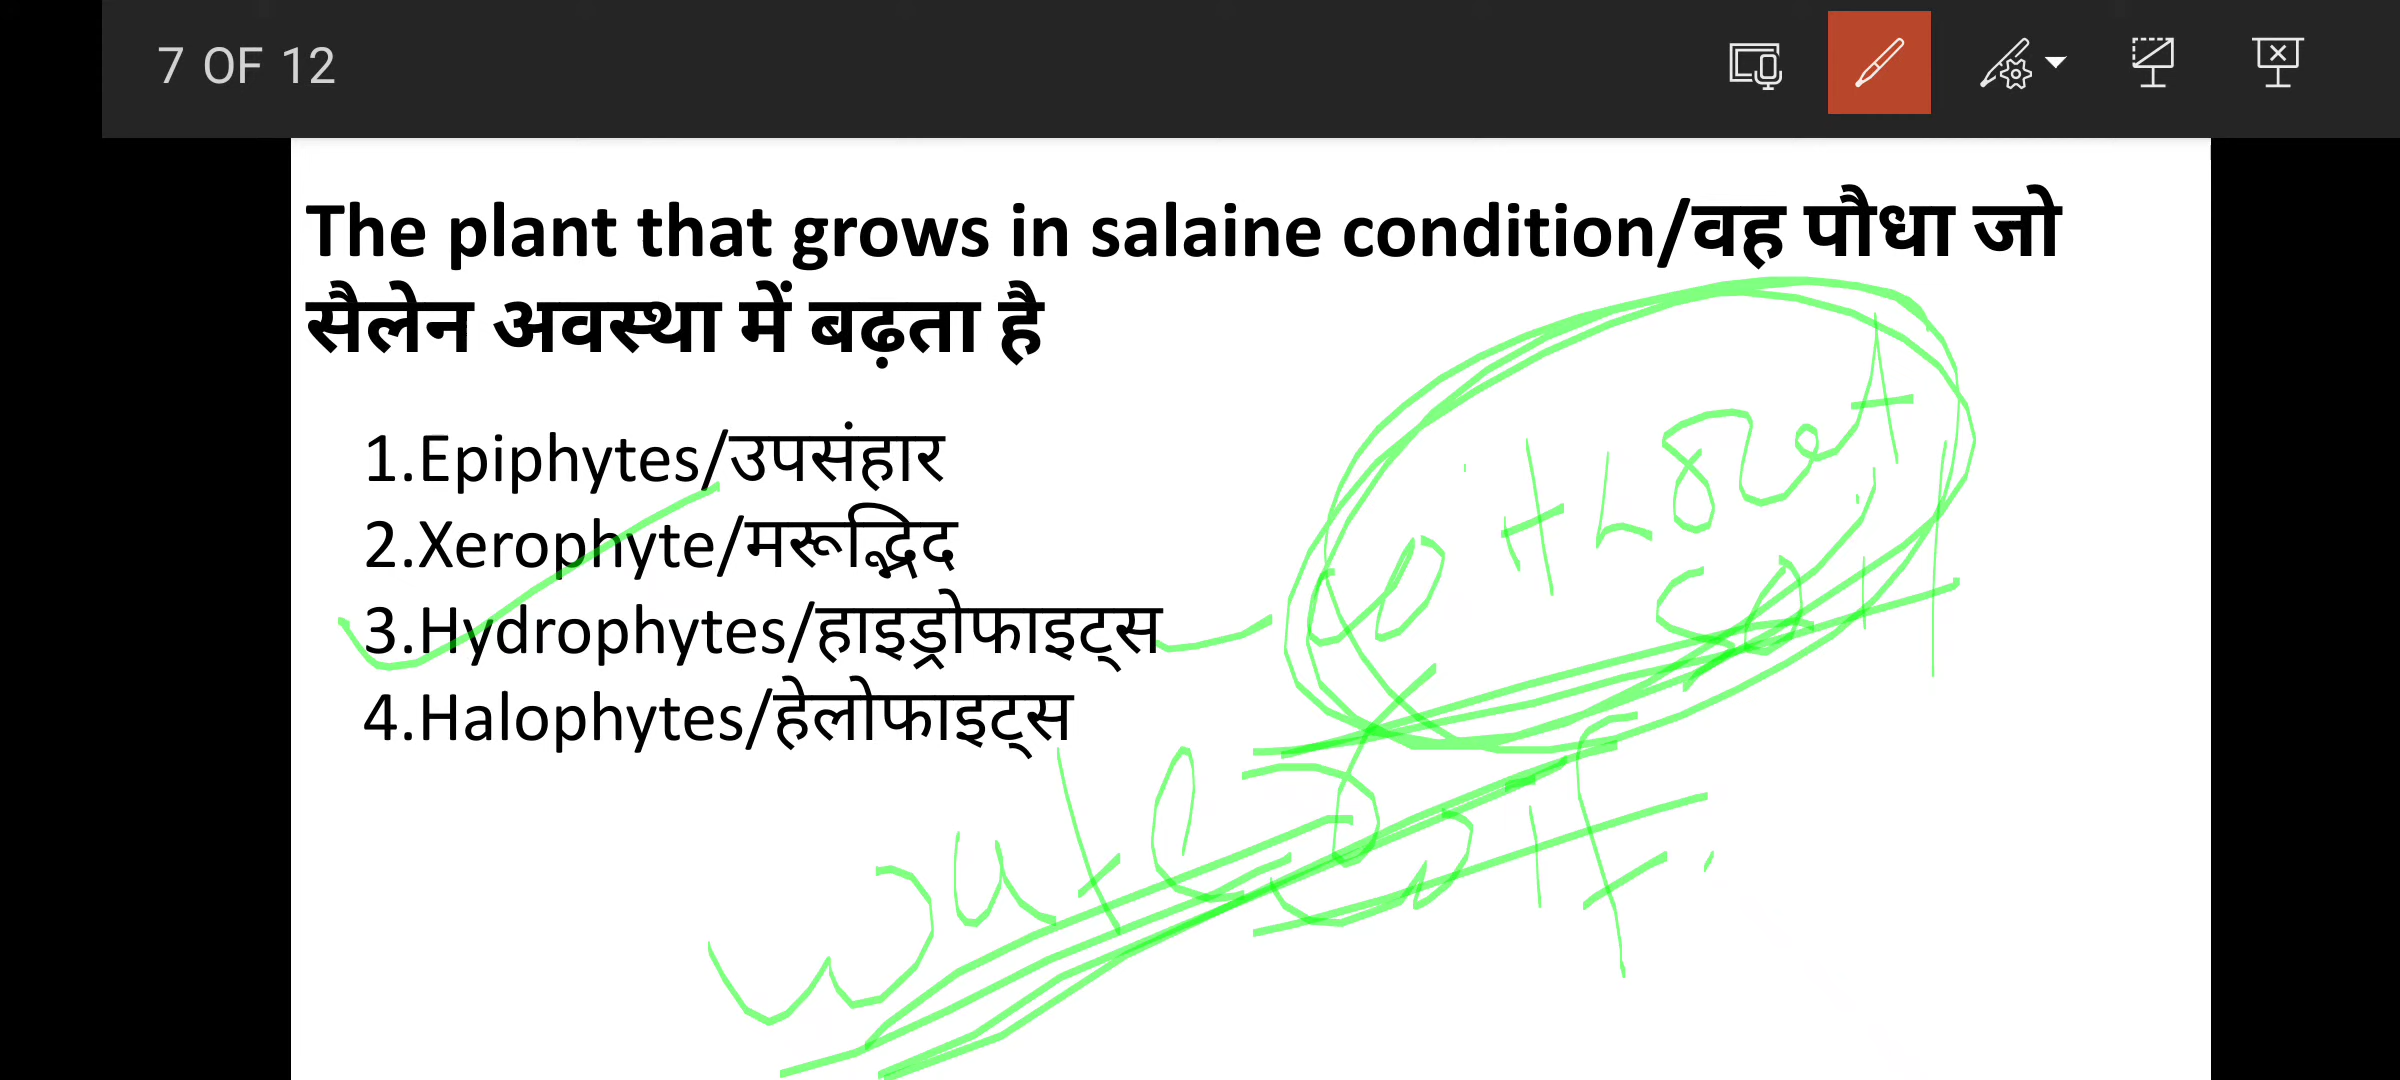 7 OF 12
The plant that grows in salaine condition/वह पौधा जो
सैलेन अवस्था में बढ़ता है
1.Epiphytes/उपसंहार
2.Xerophyte/मरूद्भिद
3.Hydrophytes/हाइड्रोफाइट्स
4.Halophytes/हेलोफाइट्स
water